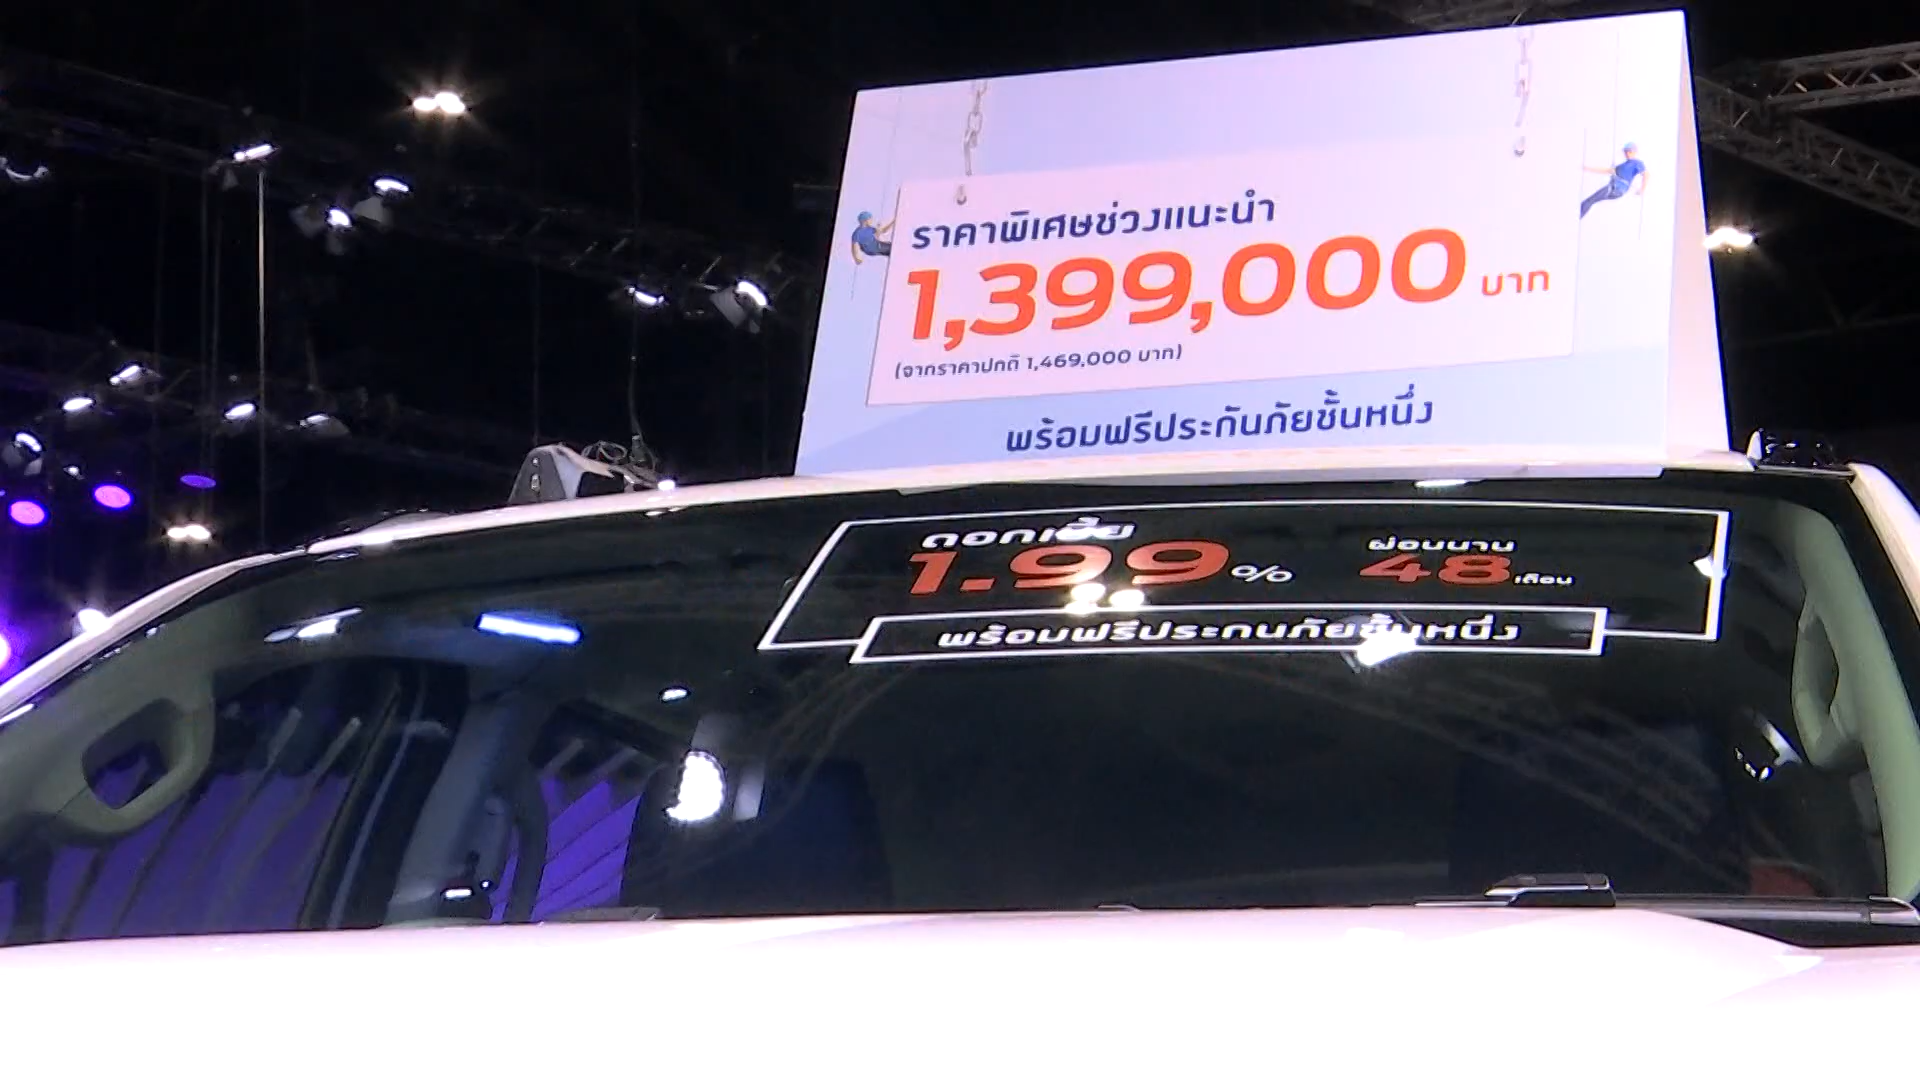 ราคาพิเศษช่วงแนะนำ
1,399,000 บาท
(จากราคาปกติ 1,469,000 บาท)
พร้อมฟรีประกันภัยชั้นหนึ่ง
ดอกเบี้ย
1.99%
ผ่อนนาน
48 เดือน
พร้อมฟรีประกันภัยชั้นหนึ่ง